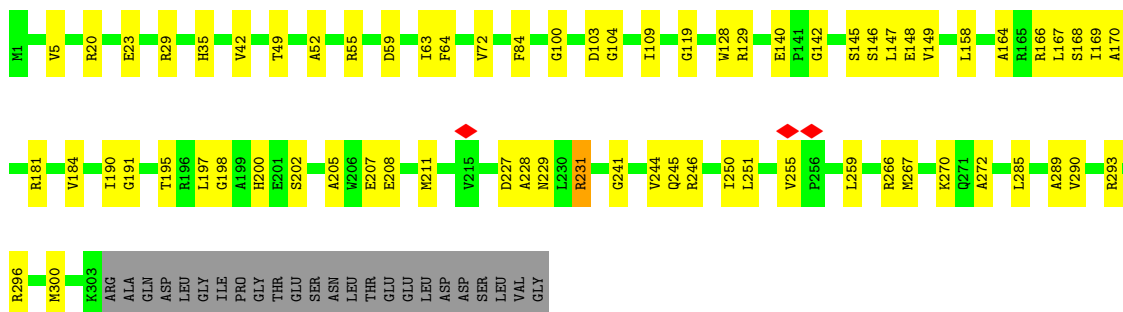 M1 V5 R20 E23 R29 H35 V42 T49 A52 R55 D59 I63 F64 V72 F84 G100 D103 G104 I109 G119 W128 R129 E140 P141 G142 S145 S146 L147 E148 V149 L158 A164 R165 R166 L167 S168 I169 A170
R181 V184 I190 G191 T195 R196 L197 G198 A199 H200 E201 S202 A205 W206 E207 E208 M211 V215 D227 A228 N229 L230 R231 G241 V244 Q245 R246 I250 L251 V255 P256 L259 R266 M267 K270 Q271 A272 L285 A289 V290 R293
R296 M300 K303 ARG ALA GLN ASP LEU GLY ILE PRO GLY THR GLU SER ASN LEU THR GLU GLU LEU ASP ASP SER LEU VAL GLY